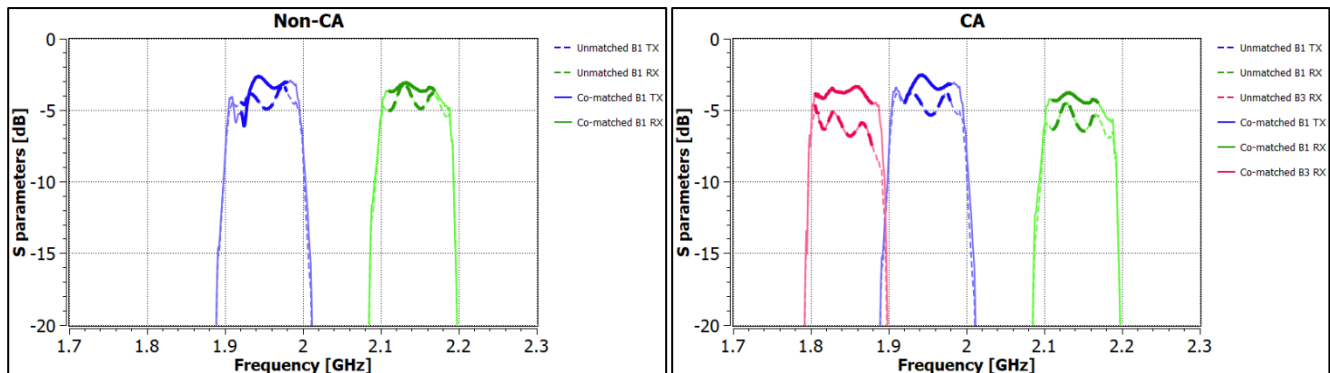 Non-CA
S parameters [dB]
0
-5
-10
-15
-20
1.7
1.8
1.9
2
2.1
2.2
2.3
Frequency [GHz]
Unmatched B1 TX
Unmatched B1 RX
Co-matched B1 TX
Co-matched B1 RX
CA
S parameters [dB]
0
-5
-10
-15
-20
1.7
1.8
1.9
2
2.1
2.2
2.3
Frequency [GHz]
Unmatched B1 TX
Unmatched B1 RX
Unmatched B3 RX
Co-matched B1 TX
Co-matched B1 RX
Co-matched B3 RX